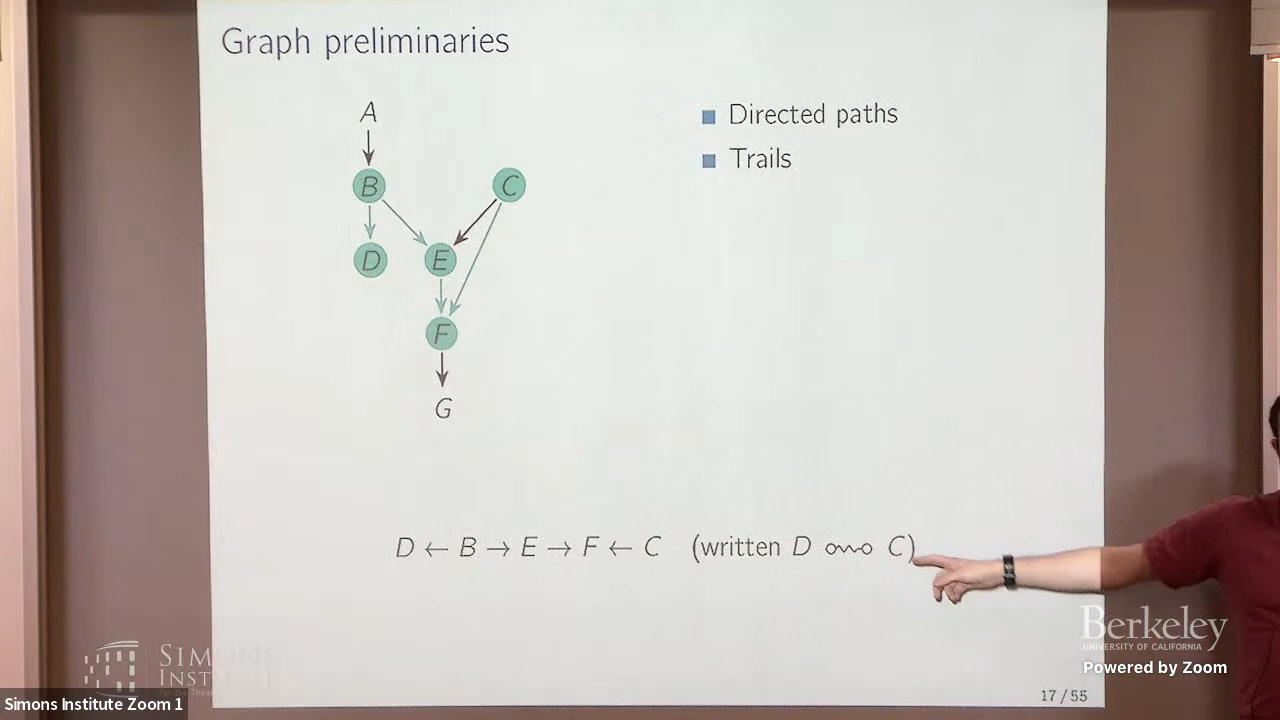 Graph preliminaries
A
B
C
D
E
F
G
Directed paths
Trails
D ← B → E → F ← C (written D o~o C)
17 / 55
Berkeley
UNIVERSITY OF CALIFORNIA
Powered by Zoom
Simons Institute Zoom 1